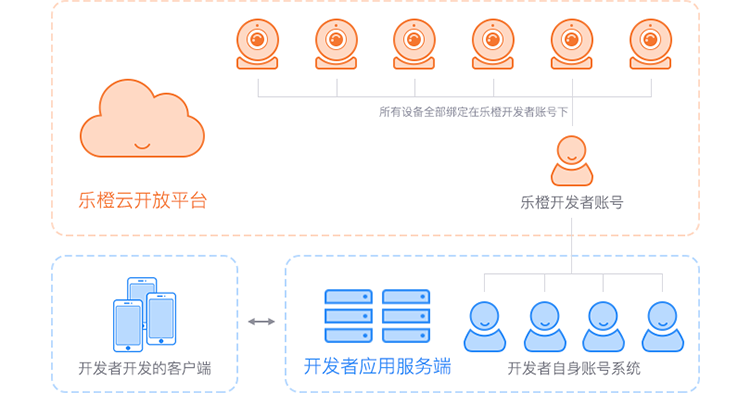 所有设备全部绑定在乐橙开发者账号下
乐橙云开放平台
乐橙开发者账号
开发者开发的客户端
开发者应用服务端
开发者自身账号系统